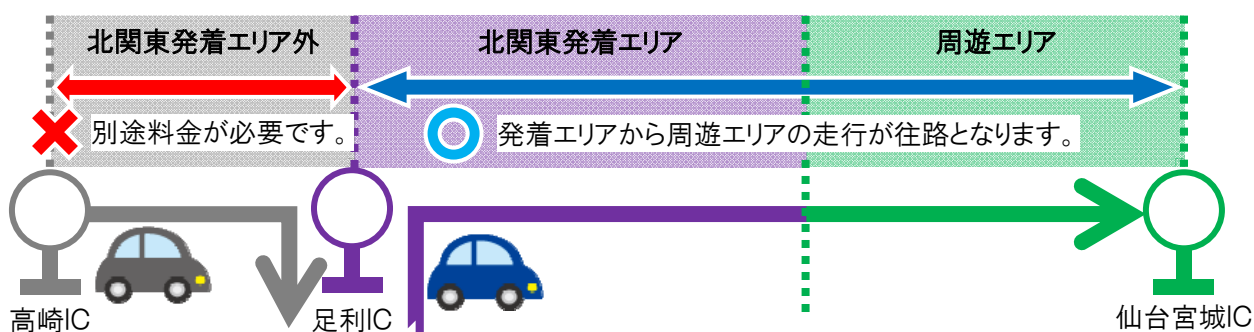 北関東発着エリア外
北関東発着エリア
周遊エリア
別途料金が必要です。
発着エリアから周遊エリアの走行が往路となります。
高崎IC
足利IC
仙台宮城IC